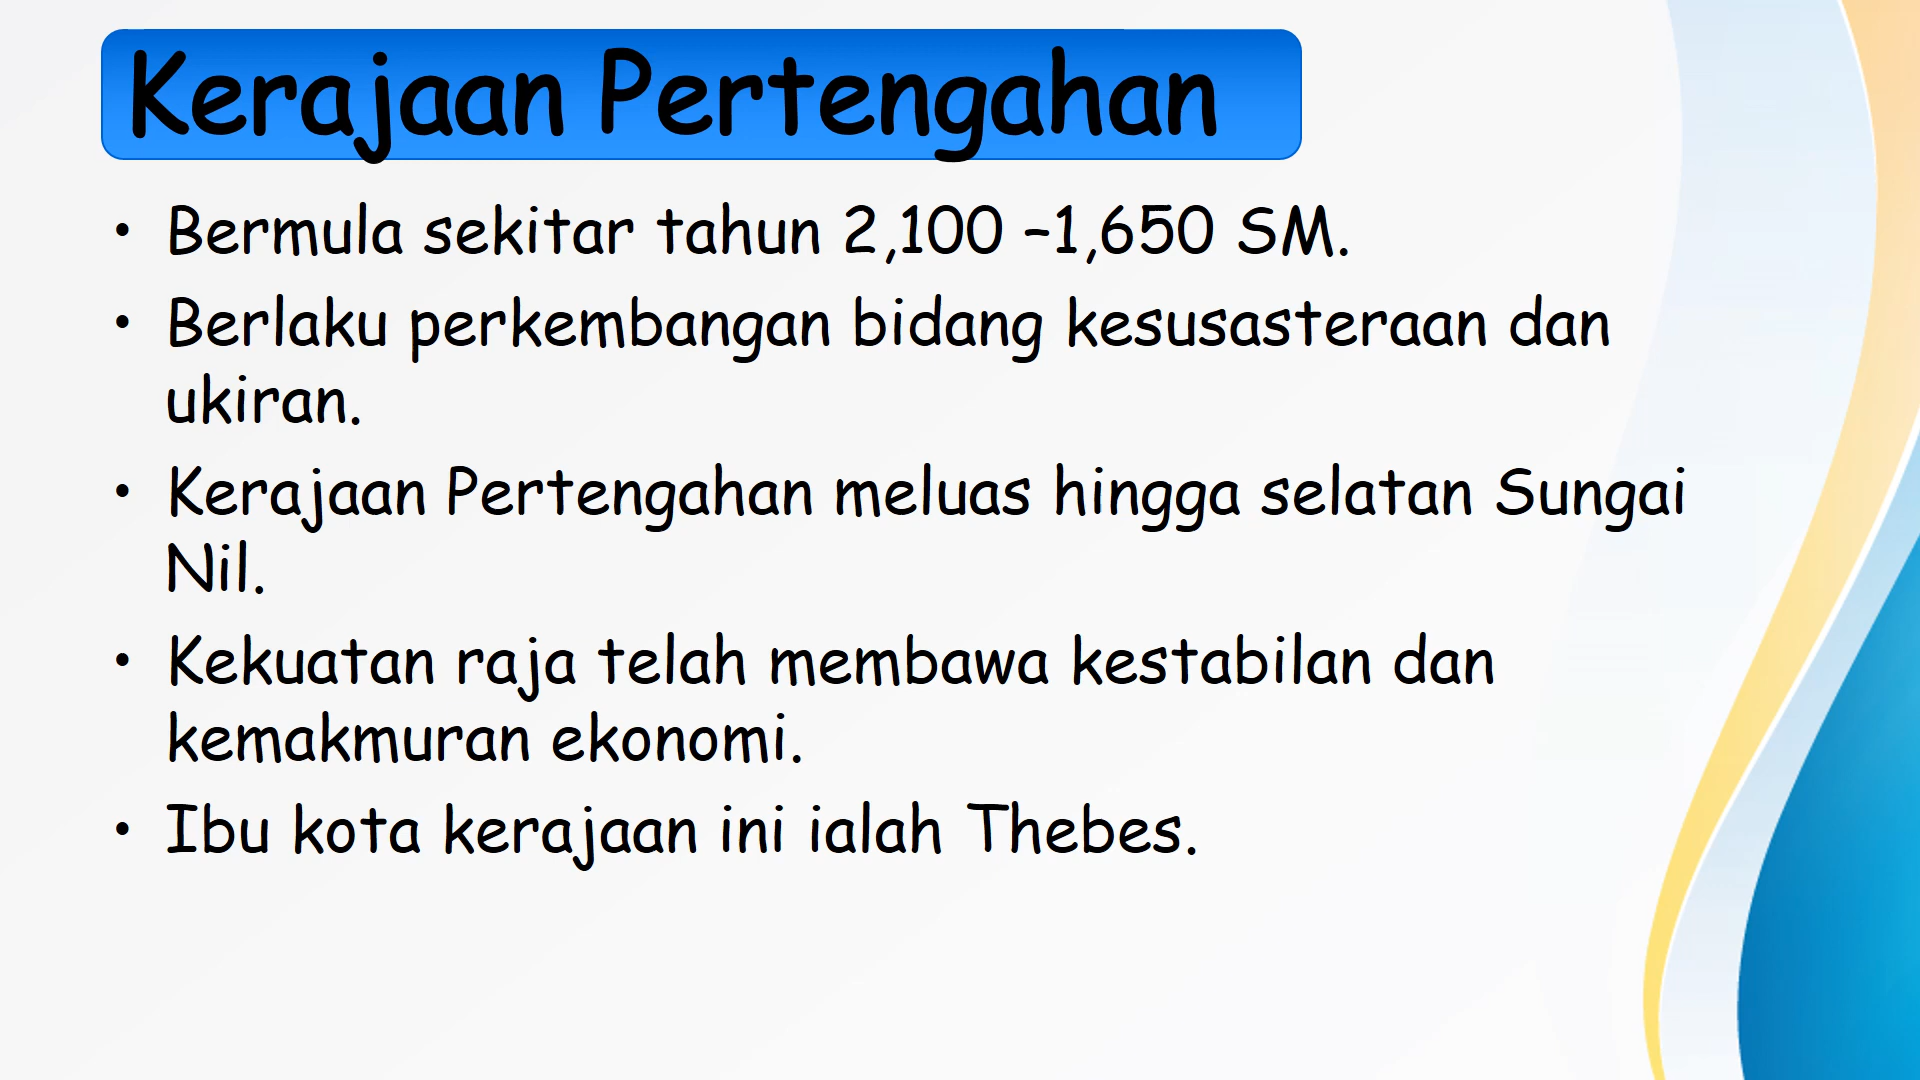 Kerajaan Pertengahan
• Bermula sekitar tahun 2,100 –1,650 SM.
• Berlaku perkembangan bidang kesusasteraan dan
ukiran.
• Kerajaan Pertengahan meluas hingga selatan Sungai
Nil.
• Kekuatan raja telah membawa kestabilan dan
kemakmuran ekonomi.
• Ibu kota kerajaan ini ialah Thebes.